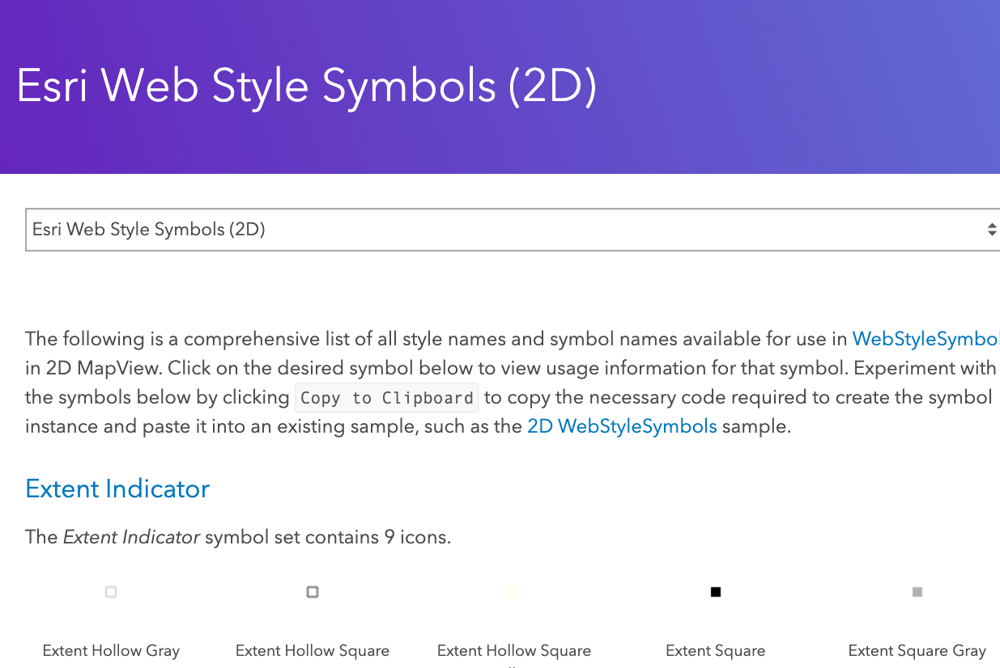 Esri Web Style Symbols (2D)
Esri Web Style Symbols (2D)
The following is a comprehensive list of all style names and symbol names available for use in WebStyleSymbol
in 2D MapView. Click on the desired symbol below to view usage information for that symbol. Experiment with
the symbols below by clicking Copy to Clipboard to copy the necessary code required to create the symbol
instance and paste it into an existing sample, such as the 2D WebStyleSymbols sample.
Extent Indicator
The Extent Indicator symbol set contains 9 icons.
Extent Hollow Gray
Extent Hollow Square
Extent Hollow Square
Extent Square
Extent Square Gray